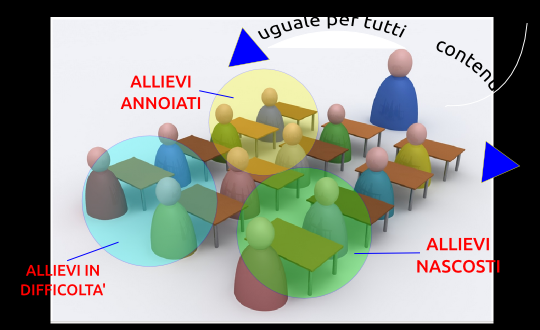 uguale per tutti
contenu
ALLIEVI
ANNOIATI
ALLIEVI
NASCOSTI
ALLIEVI IN
DIFFICOLTA'